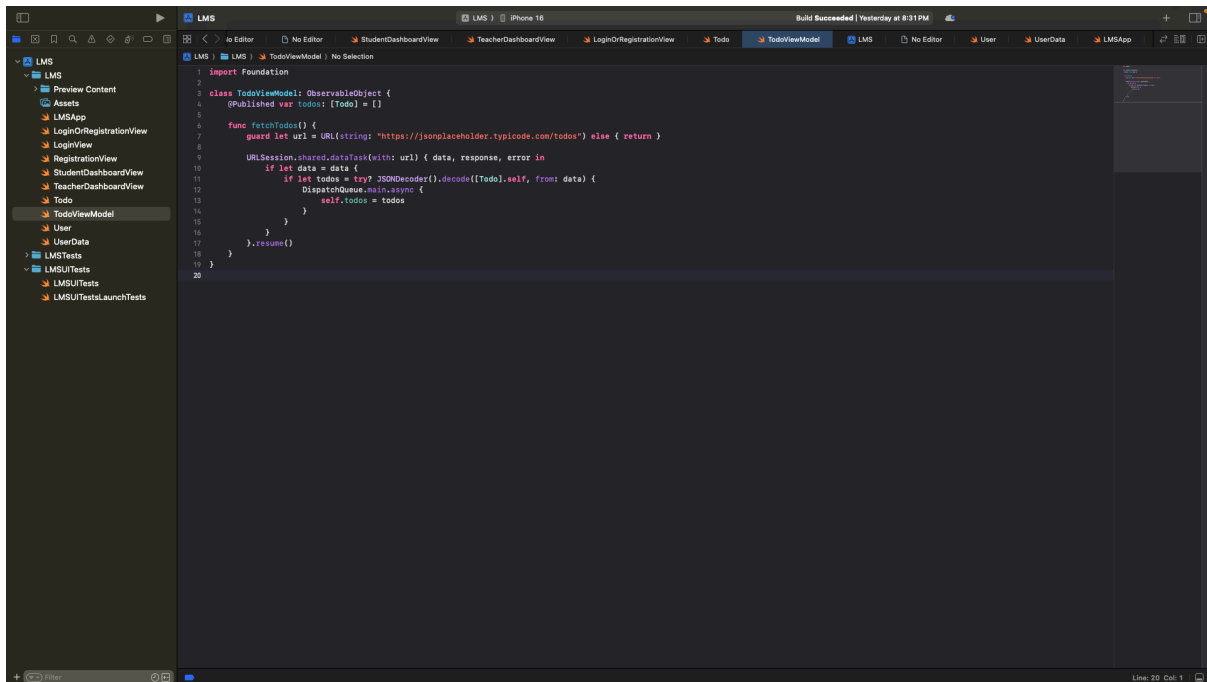 LMS
LMS
iPhone 16
Build Succeeded | Yesterday at 8:31 PM
No Editor
StudentDashboardView
TeacherDashboardView
LoginOrRegistrationView
Todo
TodoViewModel
LMS
No Editor
User
UserData
LMSApp
LMS
LMS
TodoViewModel
No Selection
LMS
LMS
Preview Content
Assets
LMSApp
LoginOrRegistrationView
LoginView
RegistrationView
StudentDashboardView
TeacherDashboardView
Todo
TodoViewModel
User
UserData
LMSTests
LMSUITests
LMSUITests
LMSUITestsLaunchTests
1 import Foundation
2
3 class TodoViewModel: ObservableObject {
4     @Published var todos: [Todo] = []
5
6     func fetchTodos() {
7         guard let url = URL(string: "https://jsonplaceholder.typicode.com/todos") else { return }
8
9         URLSession.shared.dataTask(with: url) { data, response, error in
10             if let data = data {
11                 if let todos = try? JSONDecoder().decode([Todo].self, from: data) {
12                     DispatchQueue.main.async {
13                         self.todos = todos
14                     }
15                 }
16             }
17         }.resume()
18     }
19 }
20
Filter
Line: 20 Col: 1